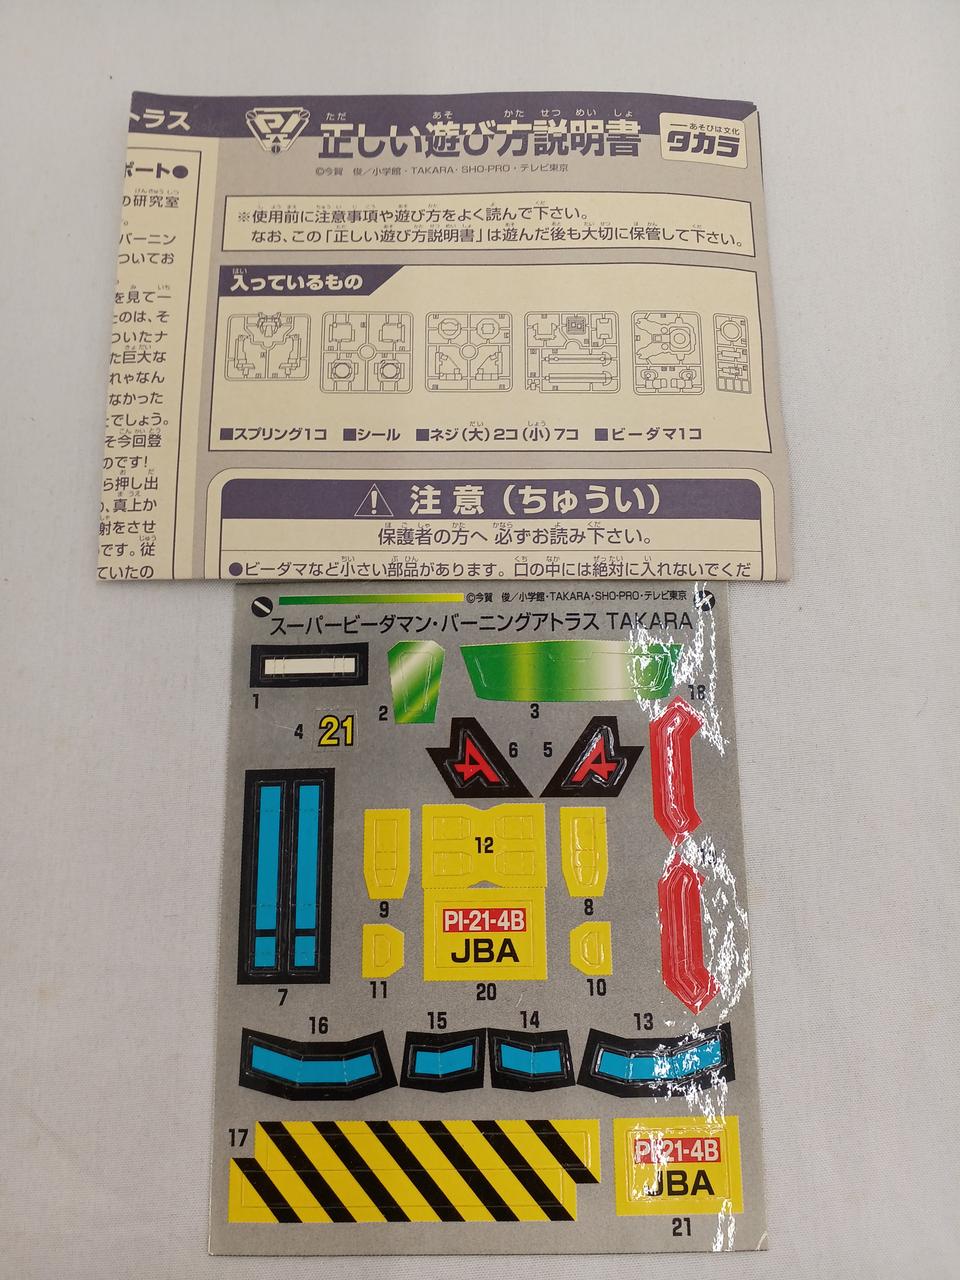 トラス
ポート●
の研究室
。
バーニン
ついてお
。
を見て一
たのは、そ
ついたナ
た巨大な
れゃなん
なかった
でしょう。
そ今回登
のです!
ら押し出
、真上か
射をさせ
です。従
ていたの
正しい遊び方説明書
あそびは文化
タカラ
©今賀 俊/小学館・TAKARA・SHO-PRO・テレビ東京
※使用前に注意事項や遊び方をよく読んで下さい。
なお、この「正しい遊び方説明書」は遊んだ後も大切に保管して下さい。
入っているもの
■スプリング1コ ■シール ■ネジ(大)2コ(小)7コ ■ビーダマ1コ
注意(ちゅうい)
保護者の方へ 必ずお読み下さい。
●ビーダマなど小さい部品があります。口の中には絶対に入れないでくだ
©今賀 俊/小学館・TAKARA・SHO-PRO・テレビ東京
スーパービーダマン・バーニングアトラス TAKARA
1
2
3
18
4
21
6
5
A
A
12
9
8
PI-21-4B
JBA
7
11
20
10
16
15
14
13
17
PI-21-4B
JBA
21